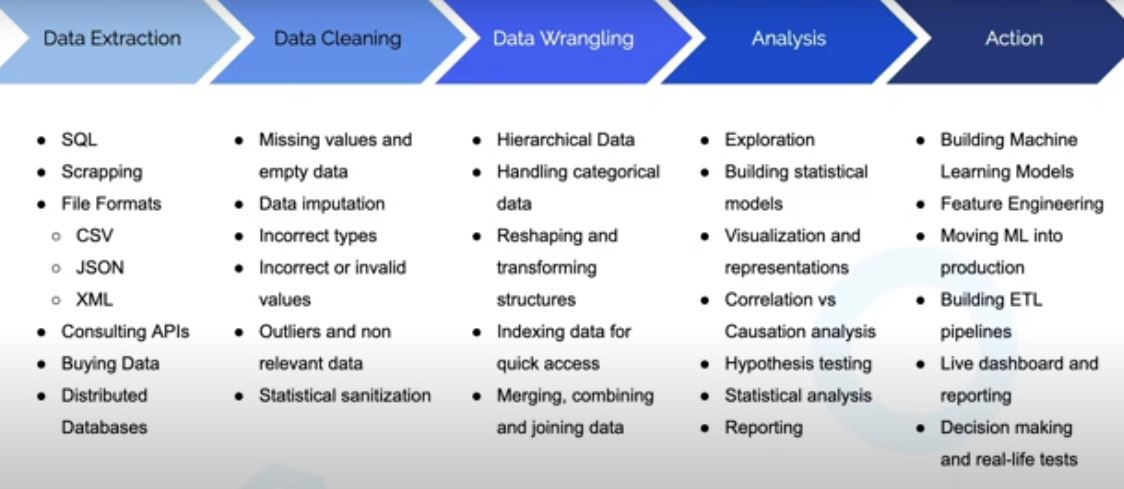 Data Extraction
SQL
Scrapping
File Formats
CSV
JSON
XML
Consulting APIs
Buying Data
Distributed
Databases
Data Cleaning
Missing values and
empty data
Data imputation
Incorrect types
Incorrect or invalid
values
Outliers and non
relevant data
Statistical sanitization
Data Wrangling
Hierarchical Data
Handling categorical
data
Reshaping and
transforming
structures
Indexing data for
quick access
Merging, combining
and joining data
Analysis
Exploration
Building statistical
models
Visualization and
representations
Correlation vs
Causation analysis
Hypothesis testing
Statistical analysis
Reporting
Action
Building Machine
Learning Models
Feature Engineering
Moving ML into
production
Building ETL
pipelines
Live dashboard and
reporting
Decision making
and real-life tests